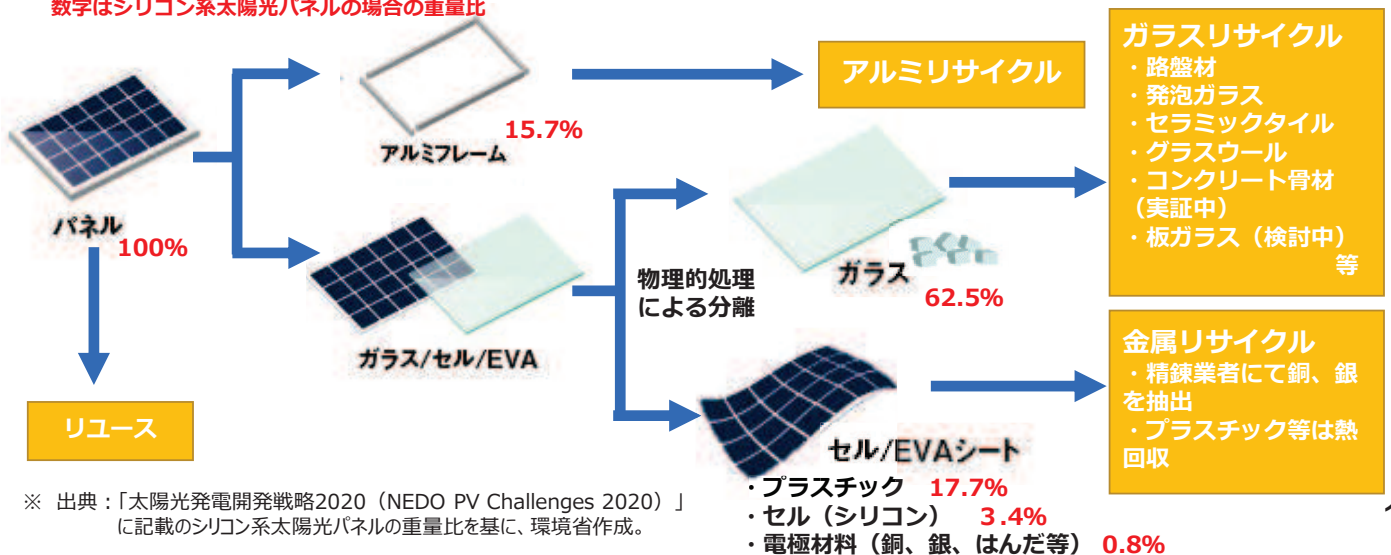 数字はシリコン系太陽光パネルの場合の重量比
パネル
100%
リユース
アルミフレーム
15.7%
アルミリサイクル
ガラス/セル/EVA
物理的処理
による分離
ガラス
62.5%
ガラスリサイクル
・路盤材
・発泡ガラス
・セラミックタイル
・グラスウール
・コンクリート骨材
（実証中）
・板ガラス（検討中）
等
セル/EVAシート
・プラスチック 17.7%
・セル（シリコン） 3.4%
・電極材料（銅、銀、はんだ等） 0.8%
金属リサイクル
・精錬業者にて銅、銀
を抽出
・プラスチック等は熱
回収
※ 出典：「太陽光発電開発戦略2020（NEDO PV Challenges 2020）」
に記載のシリコン系太陽光パネルの重量比を基に、環境省作成。